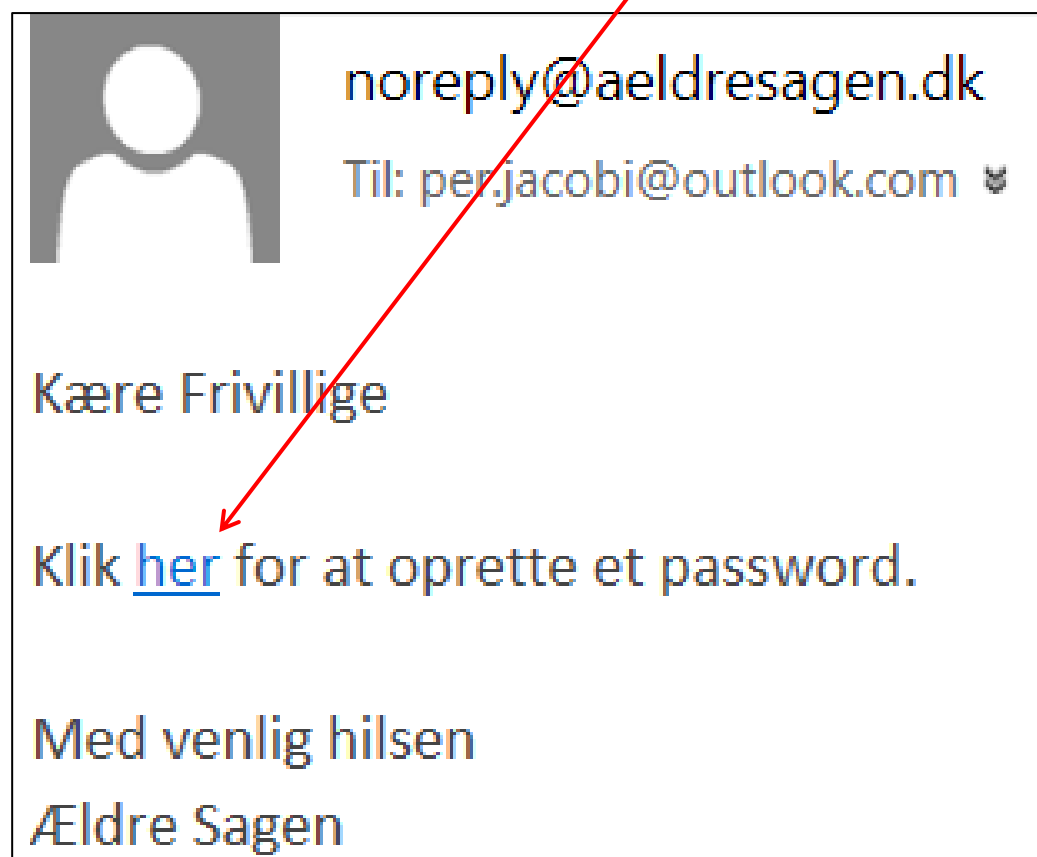 noreply@aeldresagen.dk
Til: per.jacobi@outlook.com
Kære Frivillige
Klik her for at oprette et password.
Med venlig hilsen
Ældre Sagen